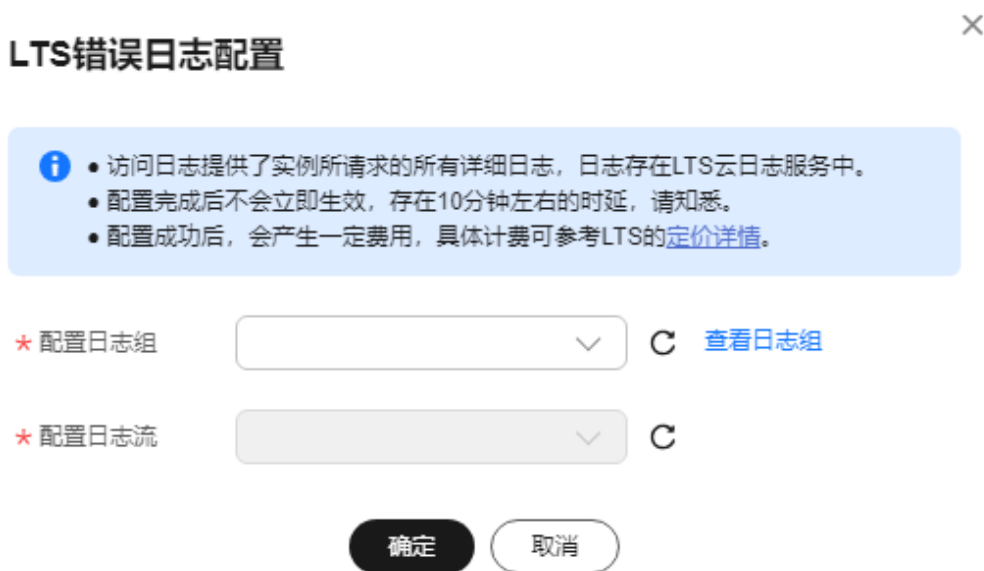 LTS错误日志配置
● 访问日志提供了实例所请求的所有详细日志，日志存在LTS云日志服务中。
● 配置完成后不会立即生效，存在10分钟左右的时延，请知悉。
● 配置成功后，会产生一定费用，具体计费可参考LTS的定价详情。
* 配置日志组 查看日志组
* 配置日志流
确定 取消